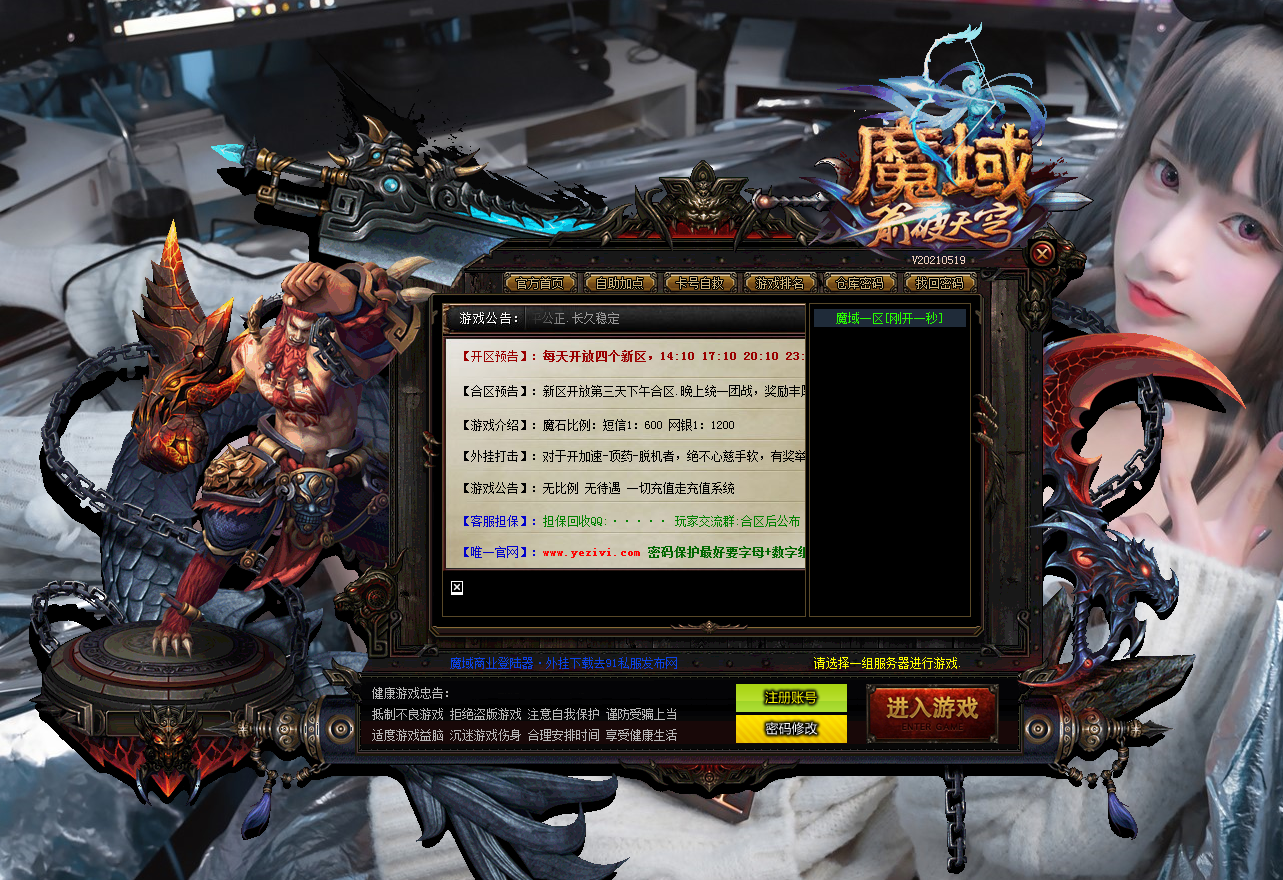 魔域
箭破天穹
V20210519
官方首页 自助加点 卡号自救 游戏排名 仓库密码 找回密码
游戏公告: 公正.长久稳定
魔域一区[刚开一秒]
【开区预告】: 每天开放四个新区，14:10 17:10 20:10 23:
【合区预告】: 新区开放第三天下午合区.晚上统一团战，奖励丰
【游戏介绍】: 魔石比例: 短信1: 600 网银1: 1200
【外挂打击】: 对于开加速-顶药-脱机者，绝不心慈手软，有奖举
【游戏公告】: 无比例 无待遇 一切充值走充值系统
【客服担保】: 担保回收QQ:····· 玩家交流群:合区后公布
【唯一官网】: www.yezivi.com 密码保护最好要字母+数字组
魔域商业登陆器·外挂下载去91私服发布网
请选择一组服务器进行游戏.
健康游戏忠告:
抵制不良游戏 拒绝盗版游戏 注意自我保护 谨防受骗上当
适度游戏益脑 沉迷游戏伤身 合理安排时间 享受健康生活
注册账号
密码修改
进入游戏
ENTER GAME